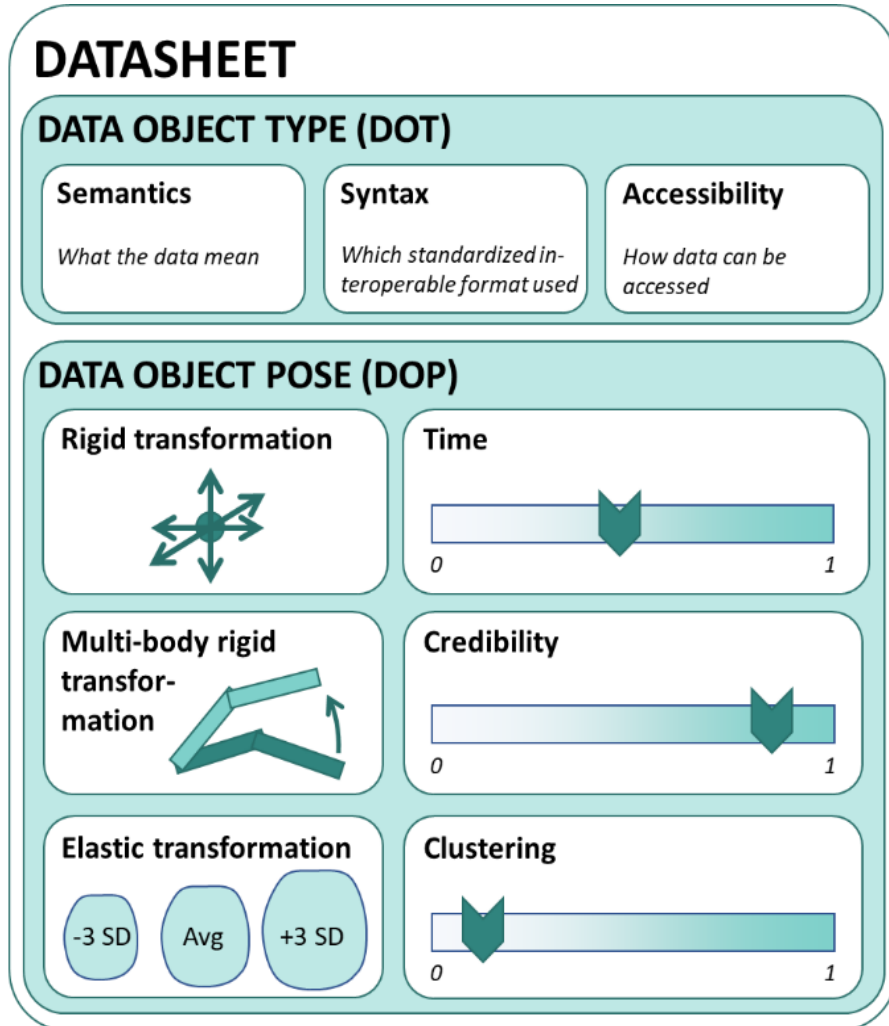 DATASHEET
DATA OBJECT TYPE (DOT)
Semantics
What the data mean
Syntax
Which standardized in-
teroperable format used
Accessibility
How data can be
accessed
DATA OBJECT POSE (DOP)
Rigid transformation
Time
0
1
Multi-body rigid
transfor-
mation
Credibility
0
1
Elastic transformation
-3 SD
Avg
+3 SD
Clustering
0
1